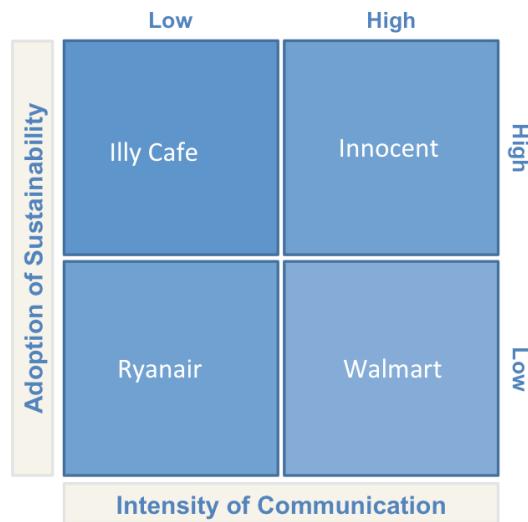 Low
High
Adoption of Sustainability
Illy Cafe
Innocent
High
Ryanair
Walmart
Low
Intensity of Communication